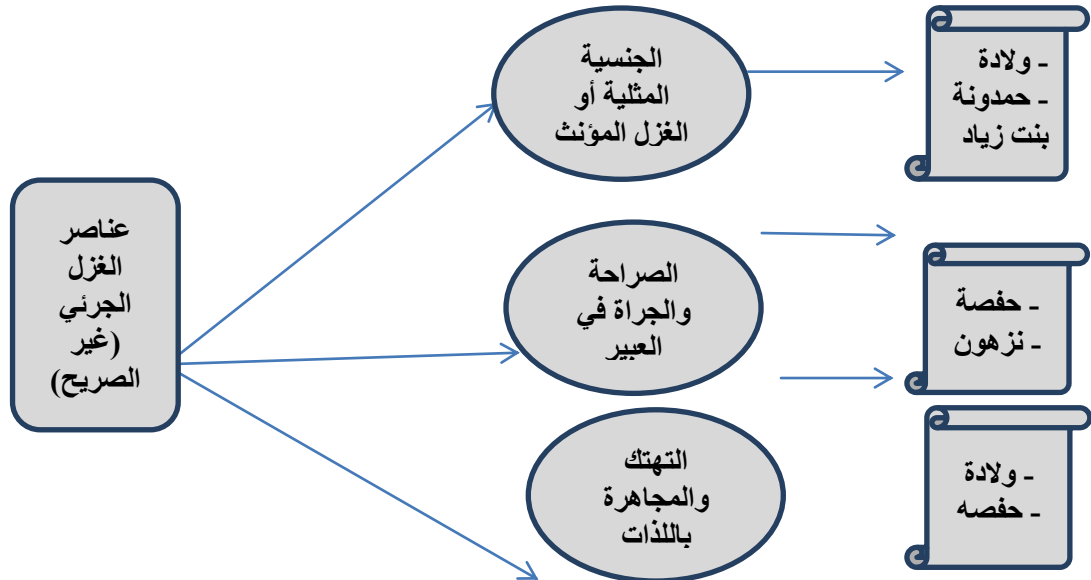 عناصر
الغزل
الجرئي
(غير
الصريح)
الجنسية
المثلية أو
الغزل المؤنث
- ولادة
- حمدونة
بنت زياد
الصراحة
والجراة في
العبير
- حفصة
- نزهون
التهتك
والمجاهرة
باللذات
- ولادة
- حفصه